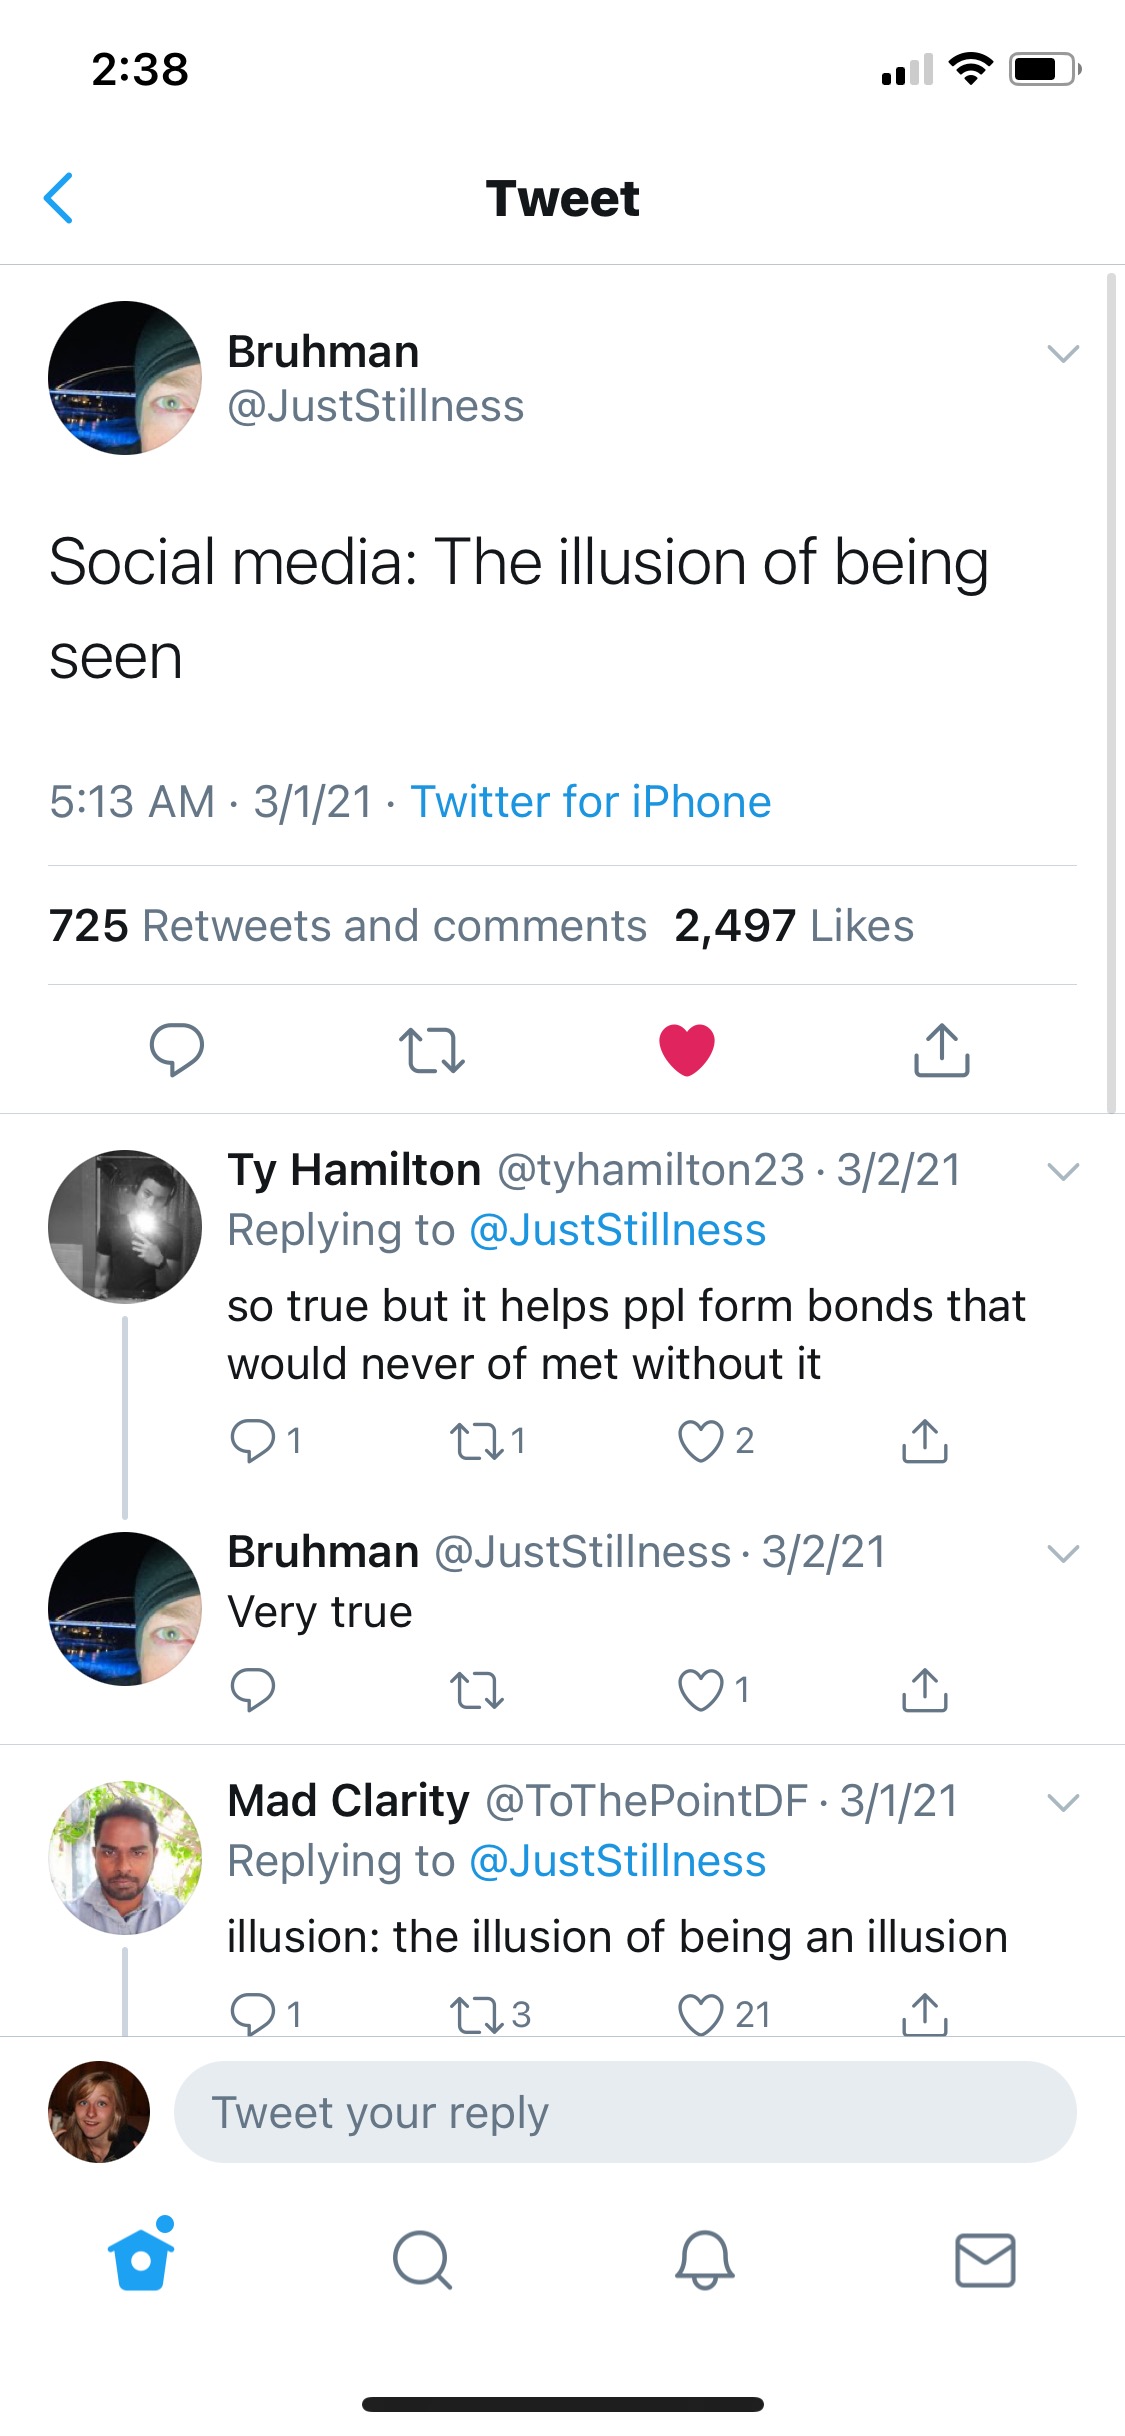 2:38
Tweet
Bruhman
@JustStillness
Social media: The illusion of being
seen
5:13 AM · 3/1/21 · Twitter for iPhone
725 Retweets and comments 2,497 Likes
Ty Hamilton @tyhamilton23 · 3/2/21
Replying to @JustStillness
so true but it helps ppl form bonds that
would never of met without it
1 1 2
Bruhman @JustStillness · 3/2/21
Very true
1
Mad Clarity @ToThePointDF · 3/1/21
Replying to @JustStillness
illusion: the illusion of being an illusion
1 3 21
Tweet your reply